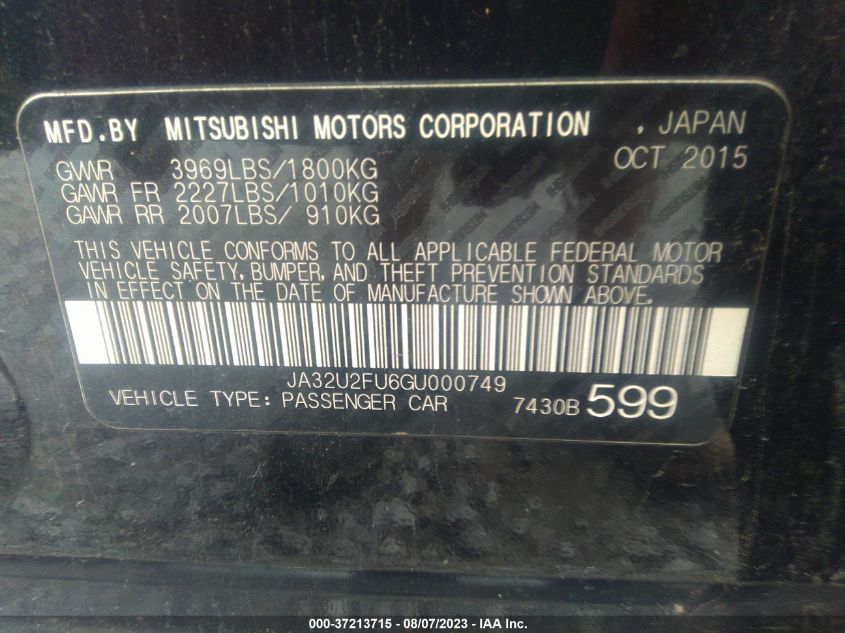 MFD.BY MITSUBISHI MOTORS CORPORATION , JAPAN
OCT 2015
GVWR 3969LBS/1800KG
GAWR FR 2227LBS/1010KG
GAWR RR 2007LBS/ 910KG
THIS VEHICLE CONFORMS TO ALL APPLICABLE FEDERAL MOTOR
VEHICLE SAFETY, BUMPER, AND THEFT PREVENTION STANDARDS
IN EFFECT ON THE DATE OF MANUFACTURE SHOWN ABOVE.
JA32U2FU6GU000749
VEHICLE TYPE: PASSENGER CAR 7430B 599
000-37213715 - 08/07/2023 - IAA Inc.